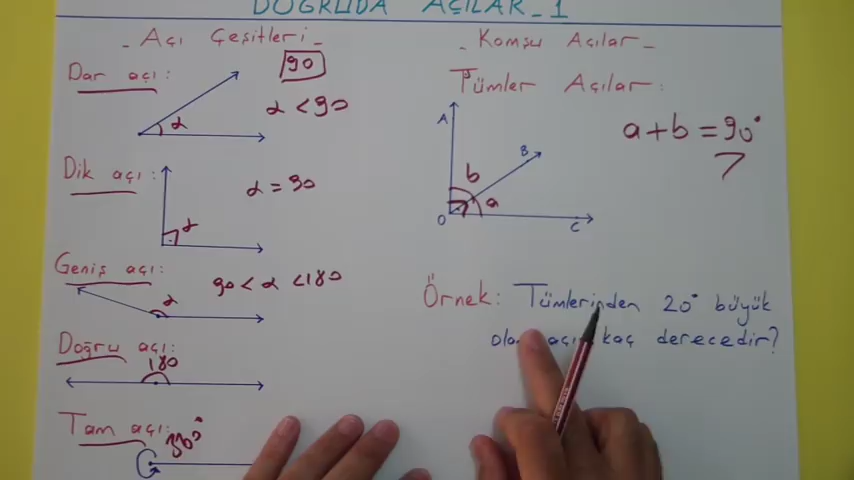 DOĞRUDA AÇILAR_1
- Açı Çeşitleri -
Dar açı:
90
α < 90
α
Dik açı:
α = 90
α
Geniş açı:
90 < α < 180
α
Doğru açı:
180
Tam açı:
360°
- Komşu Açılar -
Tümler Açılar:
A
B
b
a
O
C
a + b = 90°
Örnek: Tümlerinden 20° büyük
açı kaç derecedir?